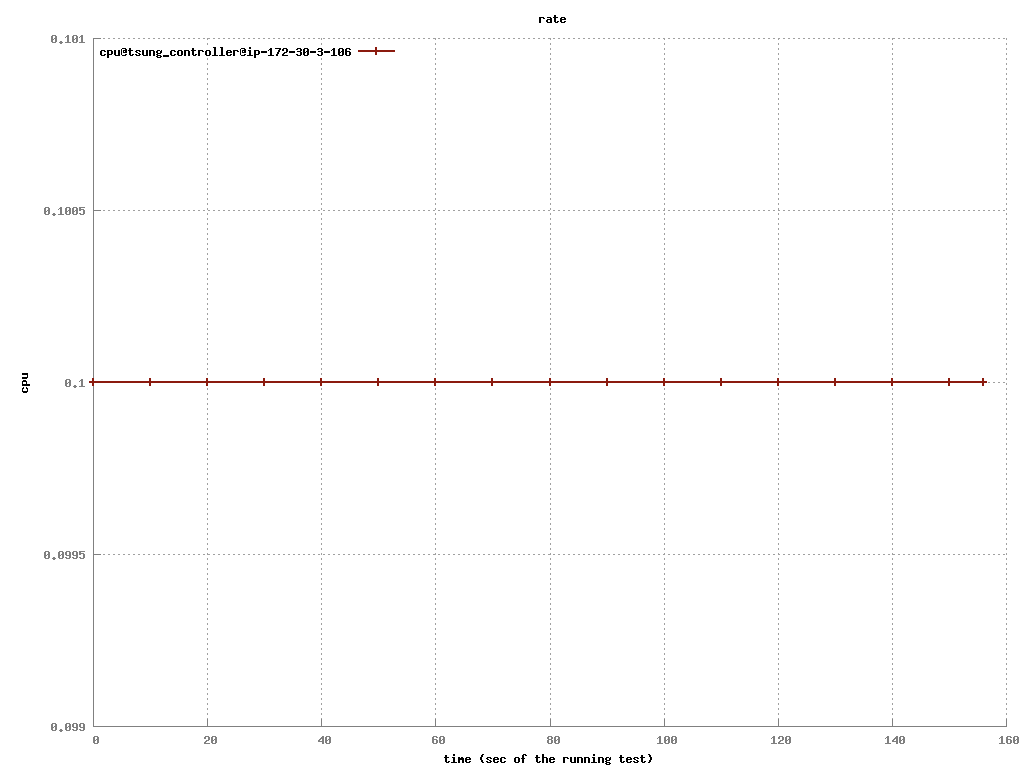 rate
0.101
cpu@tsung_controller@ip-172-30-3-106
0.1005
cpu
0.1
0.0995
0.099
0 20 40 60 80 100 120 140 160
time (sec of the running test)